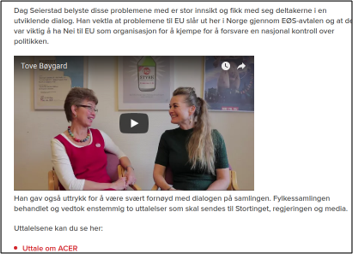 Dag Seierstad belyste disse problemene med er stor innsikt og fikk med seg deltakerne i en
utviklende dialog. Han vektla at problemene til EU slår ut her i Norge gjennom EØS-avtalen og at de
var viktig å ha Nei til EU som organisasjon for å kjempe for å forsvare en nasjonal kontroll over
politikken.
Tove Bøygard
Han gav også uttrykk for å være svært fornøyd med dialogen på samlingen. Fylkessamlingen
behandlet og vedtok enstemmig to uttalelser som skal sendes til Stortinget, regjeringen og media.
Uttalelsene kan du se her:
Uttale om ACER